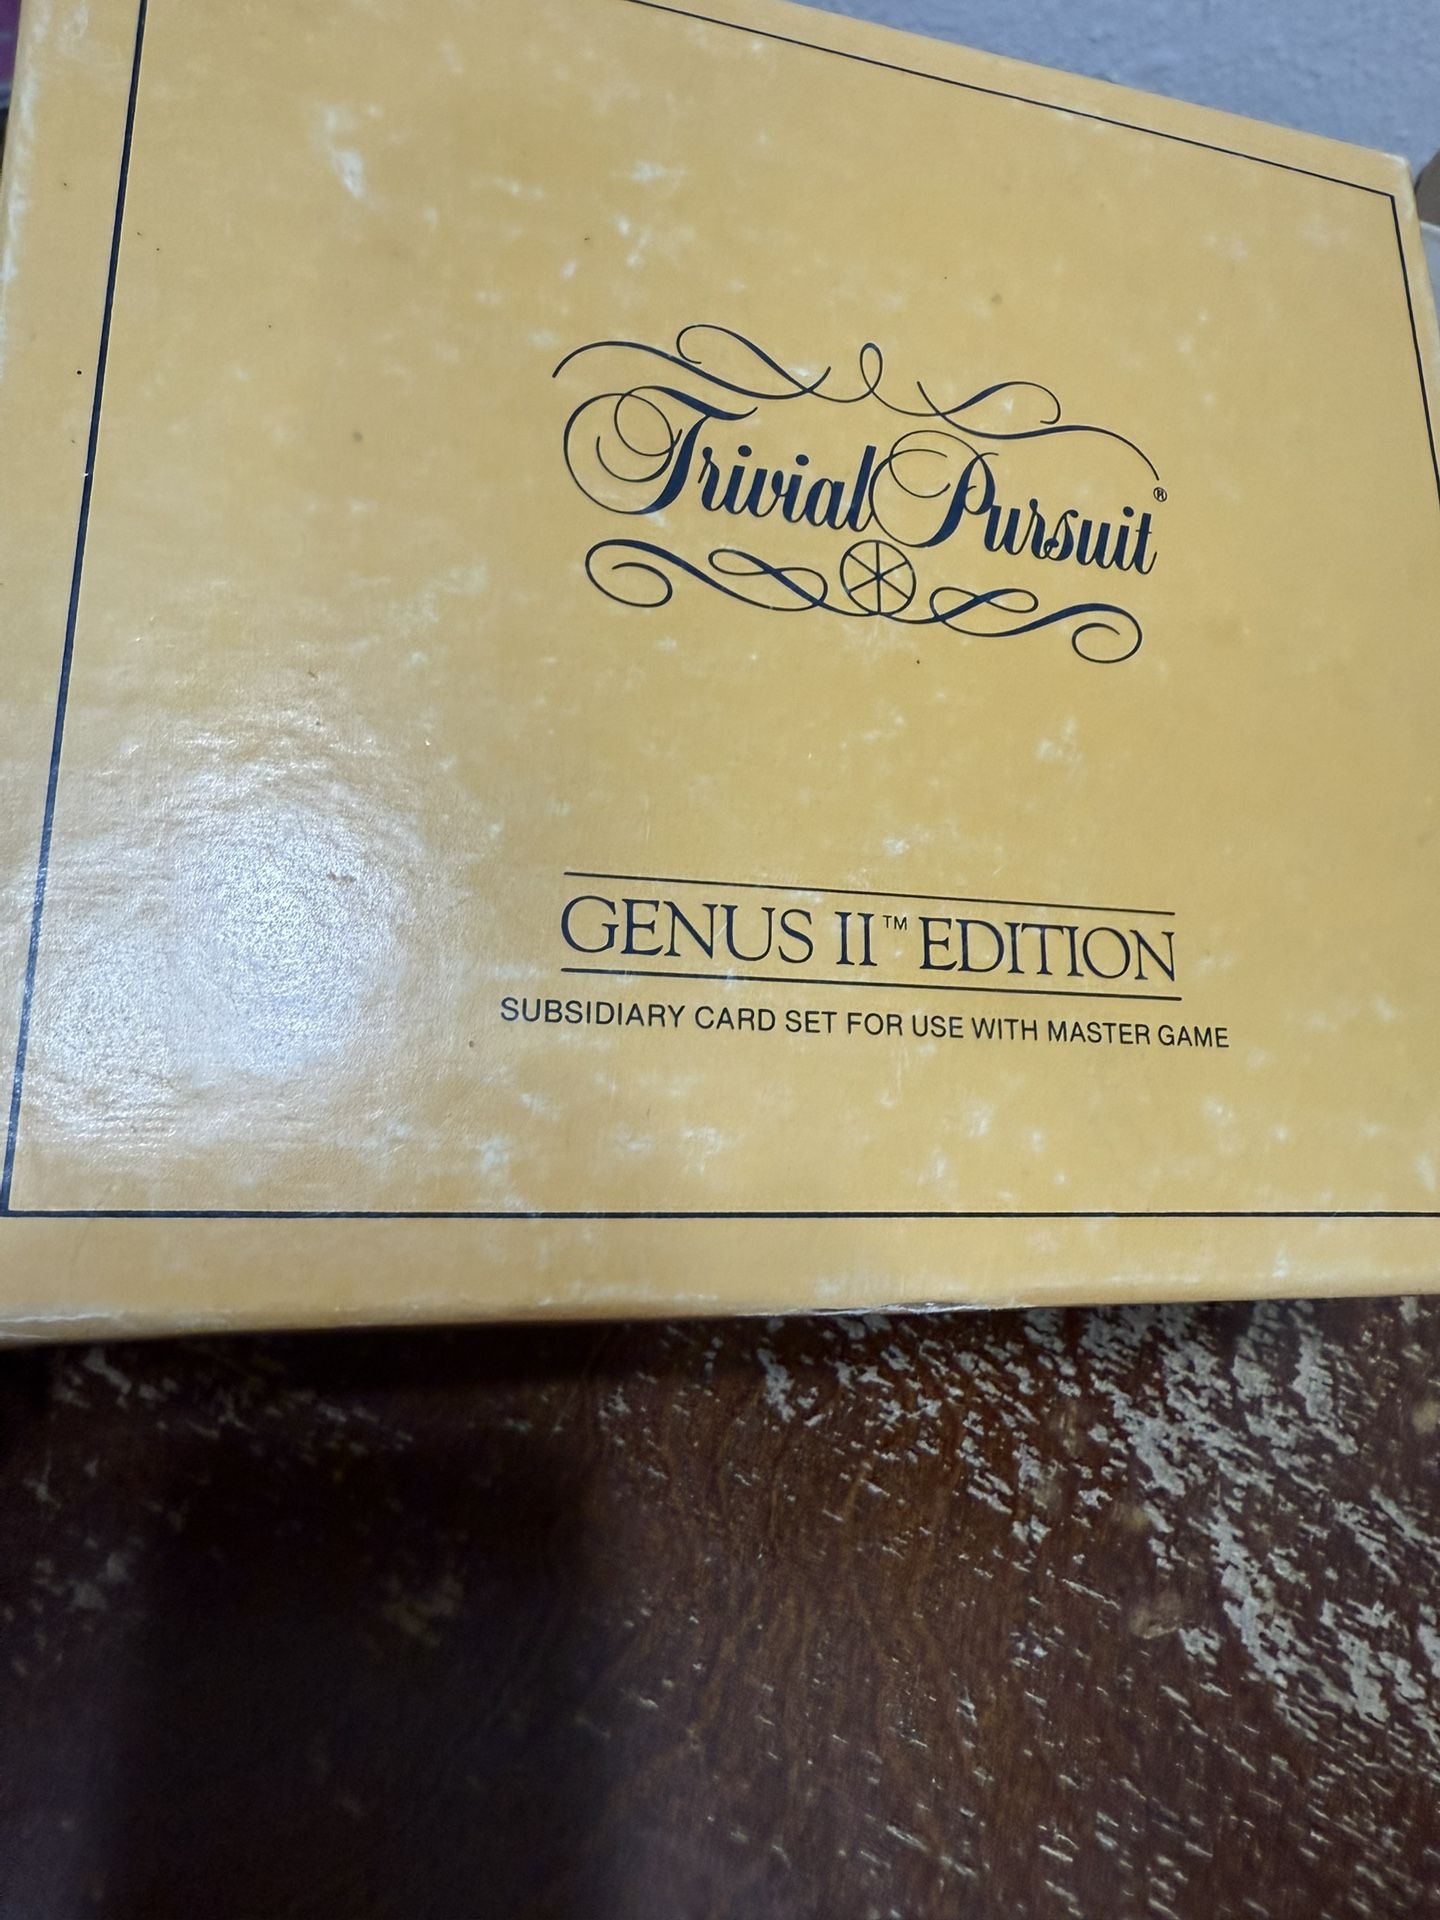 Trivial Pursuit®
GENUS II™ EDITION
SUBSIDIARY CARD SET FOR USE WITH MASTER GAME